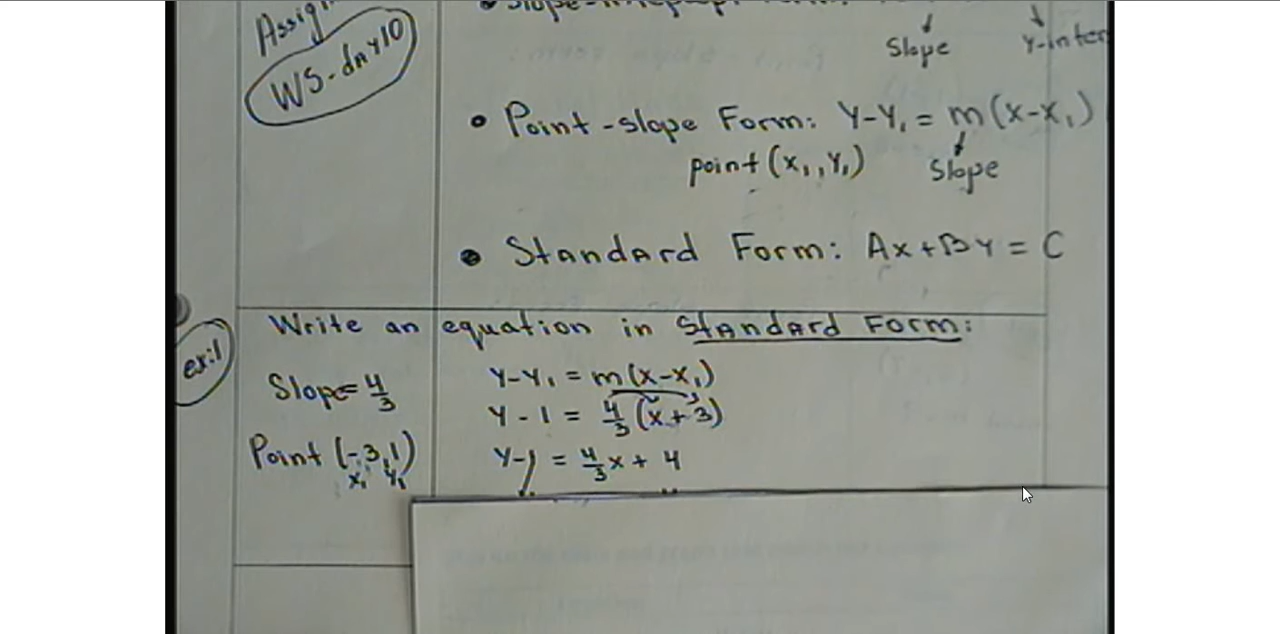 Assig
WS-day10
Slope
Y-inter
• Point-slope Form: Y-Y₁ = m(x-x₁)
point (x₁,Y₁)
Slope
• Standard Form: Ax+By = C
ex:1
Write an equation in Standard Form:
Slope = 4/3
Point (-3,1)
x₁ Y₁
Y-Y₁ = m(x-x₁)
Y - 1 = 4/3 (x+3)
Y-1 = 4/3 x + 4